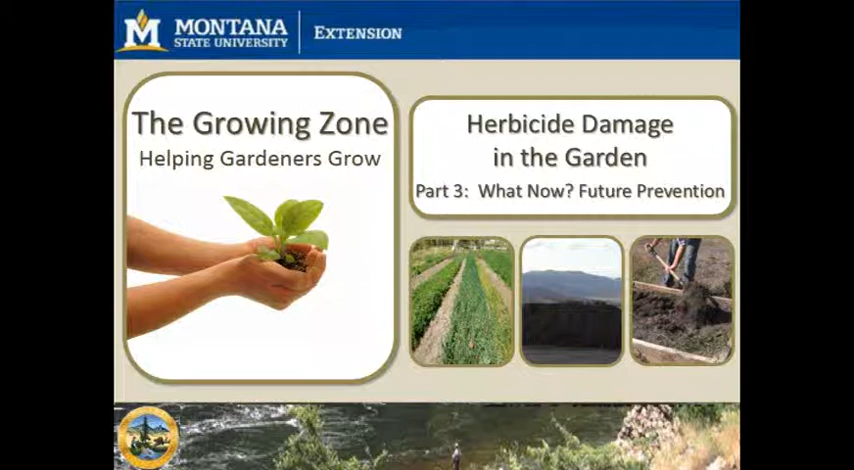 MONTANA
STATE UNIVERSITY
EXTENSION
The Growing Zone
Helping Gardeners Grow
Herbicide Damage
in the Garden
Part 3: What Now? Future Prevention